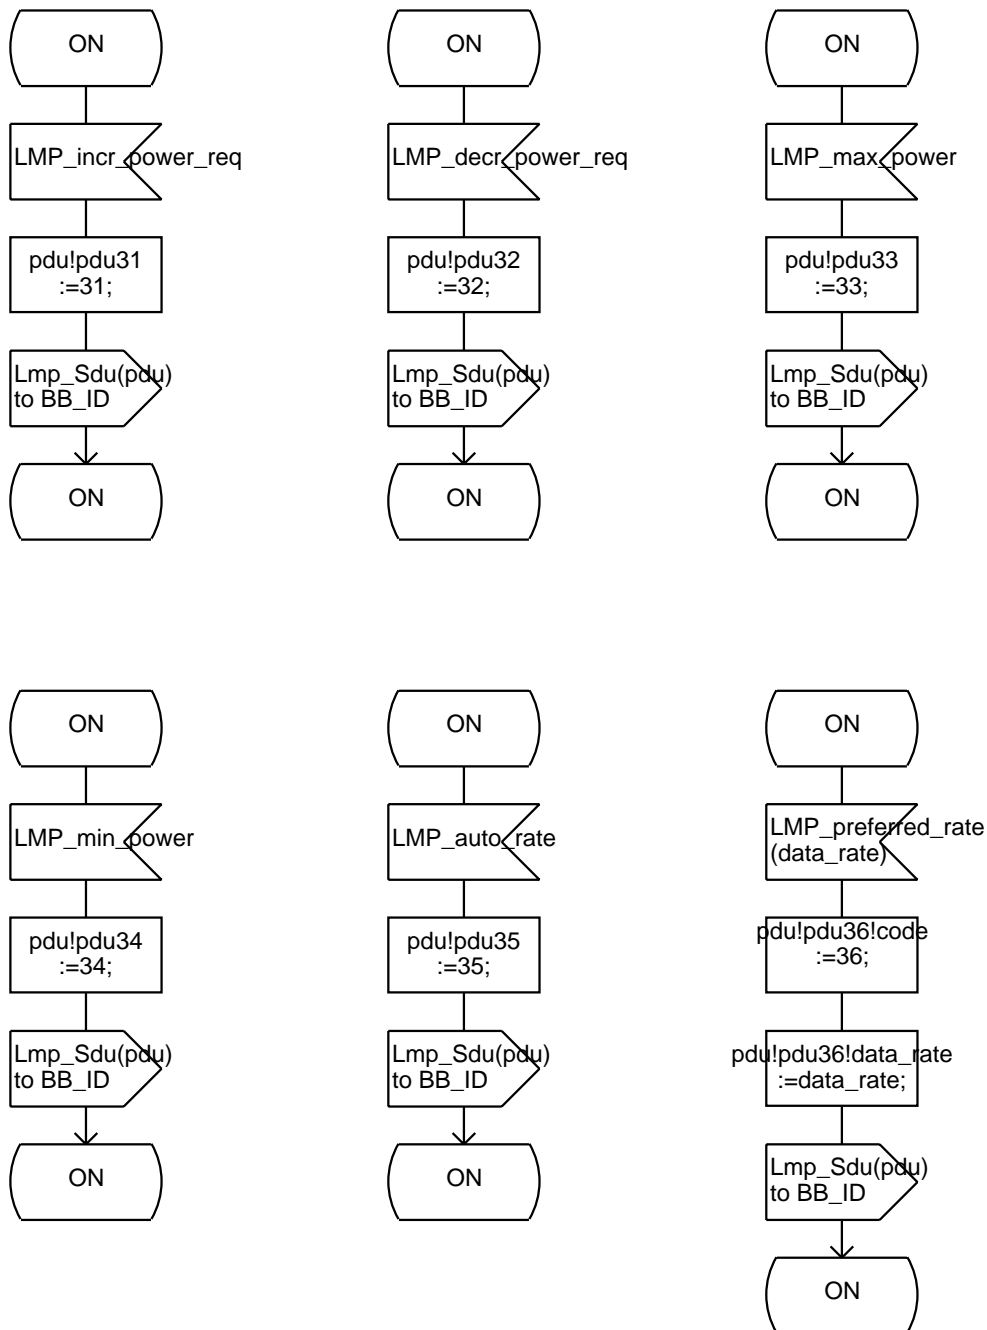 ON
LMP_incr_power_req
pdu!pdu31
:=31;
Lmp_Sdu(pdu)
to BB_ID
ON
ON
LMP_decr_power_req
pdu!pdu32
:=32;
Lmp_Sdu(pdu)
to BB_ID
ON
ON
LMP_max_power
pdu!pdu33
:=33;
Lmp_Sdu(pdu)
to BB_ID
ON
ON
LMP_min_power
pdu!pdu34
:=34;
Lmp_Sdu(pdu)
to BB_ID
ON
ON
LMP_auto_rate
pdu!pdu35
:=35;
Lmp_Sdu(pdu)
to BB_ID
ON
ON
LMP_preferred_rate
(data_rate)
pdu!pdu36!code
:=36;
pdu!pdu36!data_rate
:=data_rate;
Lmp_Sdu(pdu)
to BB_ID
ON